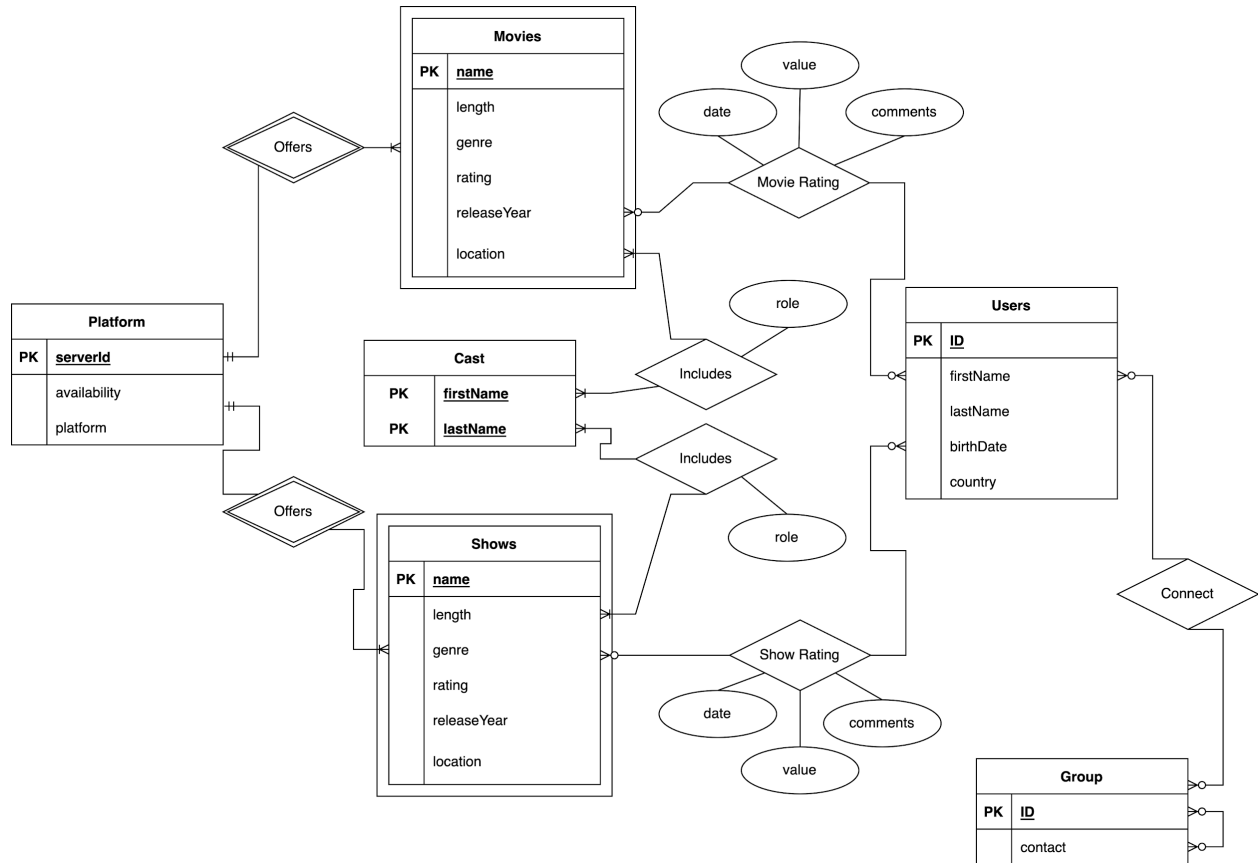 Movies
PK name
length
genre
rating
releaseYear
location
Offers
value
date
comments
Movie Rating
role
Includes
Users
PK ID
firstName
lastName
birthDate
country
Platform
PK serverId
availability
platform
Cast
PK firstName
PK lastName
Includes
role
Offers
Shows
PK name
length
genre
rating
releaseYear
location
Show Rating
date
value
comments
Connect
Group
PK ID
contact